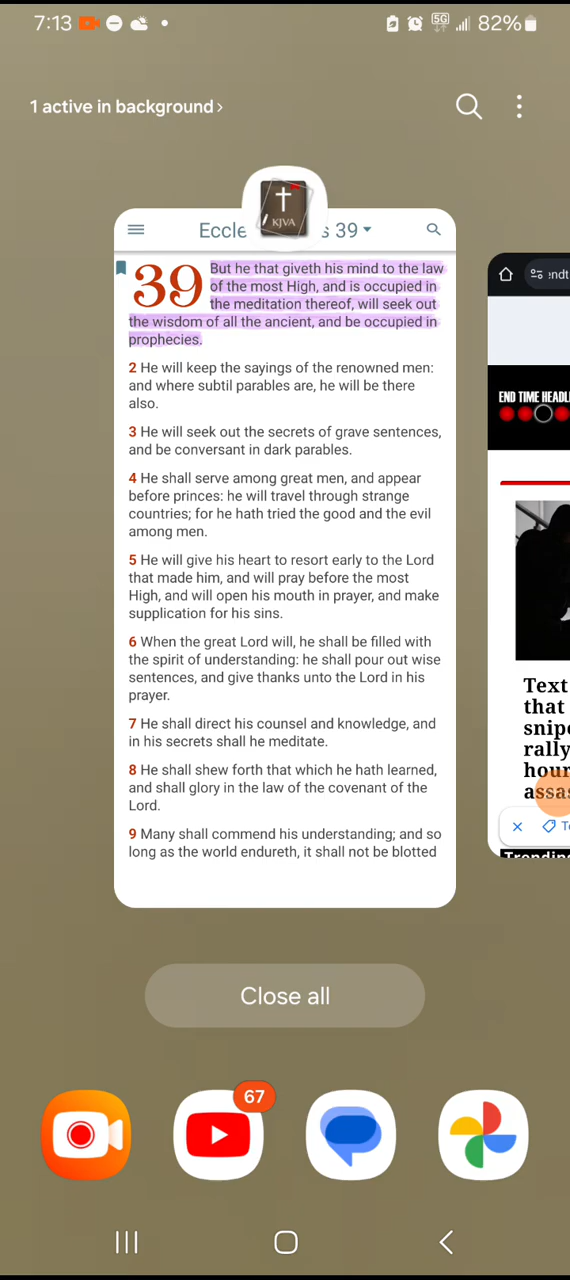 7:13
5G
82%
1 active in background >
KJVA
Eccle s 39
39 But he that giveth his mind to the law
of the most High, and is occupied in
the meditation thereof, will seek out
the wisdom of all the ancient, and be occupied in
prophecies.
2 He will keep the sayings of the renowned men:
and where subtil parables are, he will be there
also.
3 He will seek out the secrets of grave sentences,
and be conversant in dark parables.
4 He shall serve among great men, and appear
before princes: he will travel through strange
countries; for he hath tried the good and the evil
among men.
5 He will give his heart to resort early to the Lord
that made him, and will pray before the most
High, and will open his mouth in prayer, and make
supplication for his sins.
6 When the great Lord will, he shall be filled with
the spirit of understanding: he shall pour out wise
sentences, and give thanks unto the Lord in his
prayer.
7 He shall direct his counsel and knowledge, and
in his secrets shall he meditate.
8 He shall shew forth that which he hath learned,
and shall glory in the law of the covenant of the
Lord.
9 Many shall commend his understanding; and so
long as the world endureth, it shall not be blotted
endt
END TIME HEADL
Text
that
snipe
rally
hour
assas
To
Trending
Close all
67